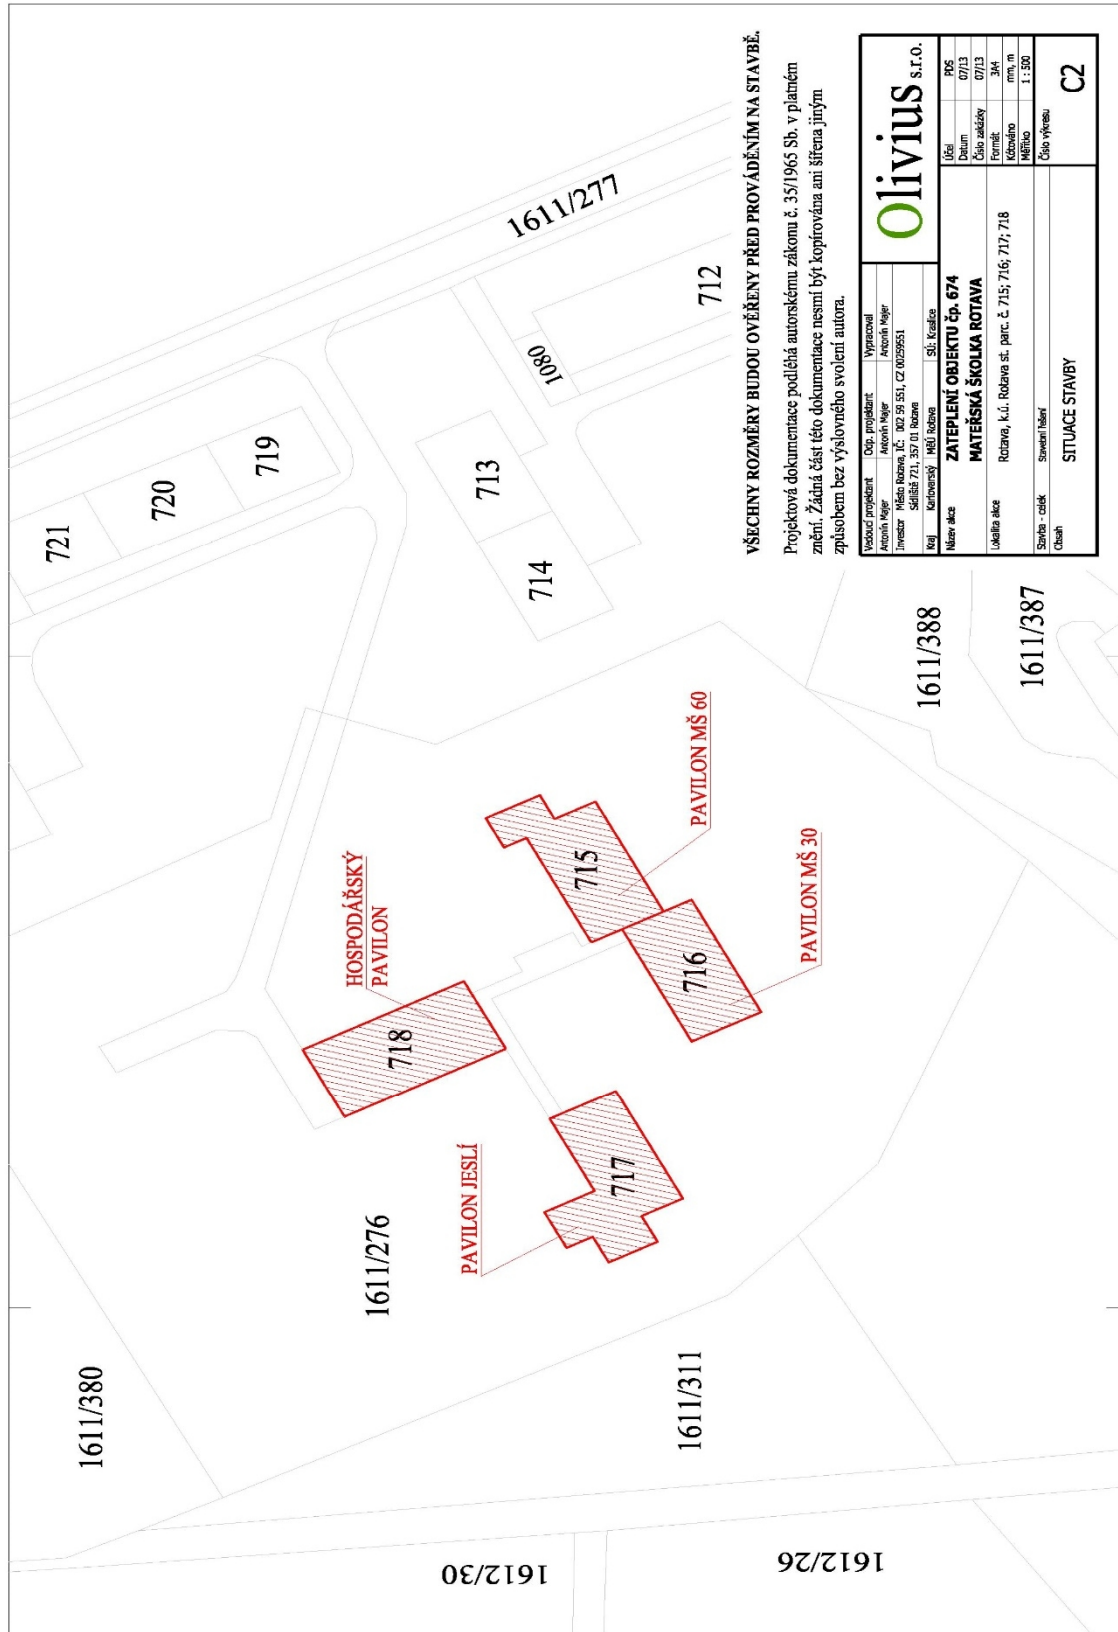 1611/380
1611/276
1611/311
1612/30
1612/26
721
720
719
1611/277
713
714
1080
712
HOSPODÁŘSKÝ
PAVILON
718
PAVILON JESLÍ
717
715
716
PAVILON MŠ 60
PAVILON MŠ 30
1611/388
1611/387
VŠECHNY ROZMĚRY BUDOU OVĚŘENY PŘED PROVÁDĚNÍM NA STAVBĚ.
Projektová dokumentace podléhá autorskému zákonu č. 35/1965 Sb. v platném
znění. Žádná část této dokumentace nesmí být kopírována ani šířena jiným
způsobem bez výslovného svolení autora.
Vedoucí projektant Odp. projektant Vypracoval
Antonín Majer Antonín Majer Antonín Majer
Investor Město Rotava, IČ: 002 59 551, CZ 00259551
Sídliště 721, 357 01 Rotava
Kraj Karlovarský MěÚ Rotava SÚ: Kraslice
Olivius s.r.o.
Název akce ZATEPLENÍ OBJEKTU čp. 674
MATEŘSKÁ ŠKOLKA ROTAVA
Lokalita akce Rotava, k.ú. Rotava st. parc. č. 715; 716; 717; 718
Účel PDS
Datum 07/13
Číslo zakázky 07/13
Formát 3A4
Kótováno mm, m
Měřítko 1 : 500
Stavba - celek Stavební řešení
Obsah
SITUACE STAVBY
Číslo výkresu
C2